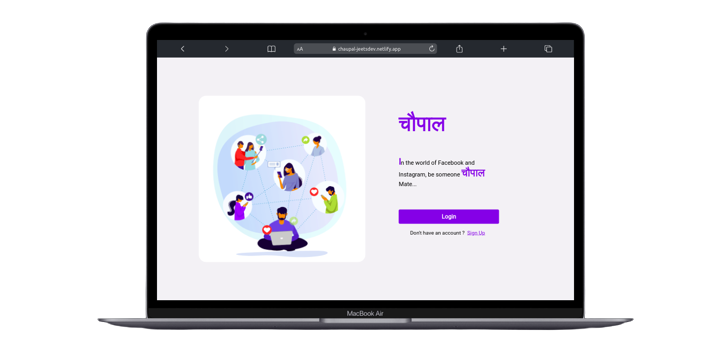 AA
chaupal-jeetsdev.netlify.app
चौपाल
In the world of Facebook and
Instagram, be someone चौपाल
Mate...
Login
Don't have an account ? Sign Up
MacBook Air